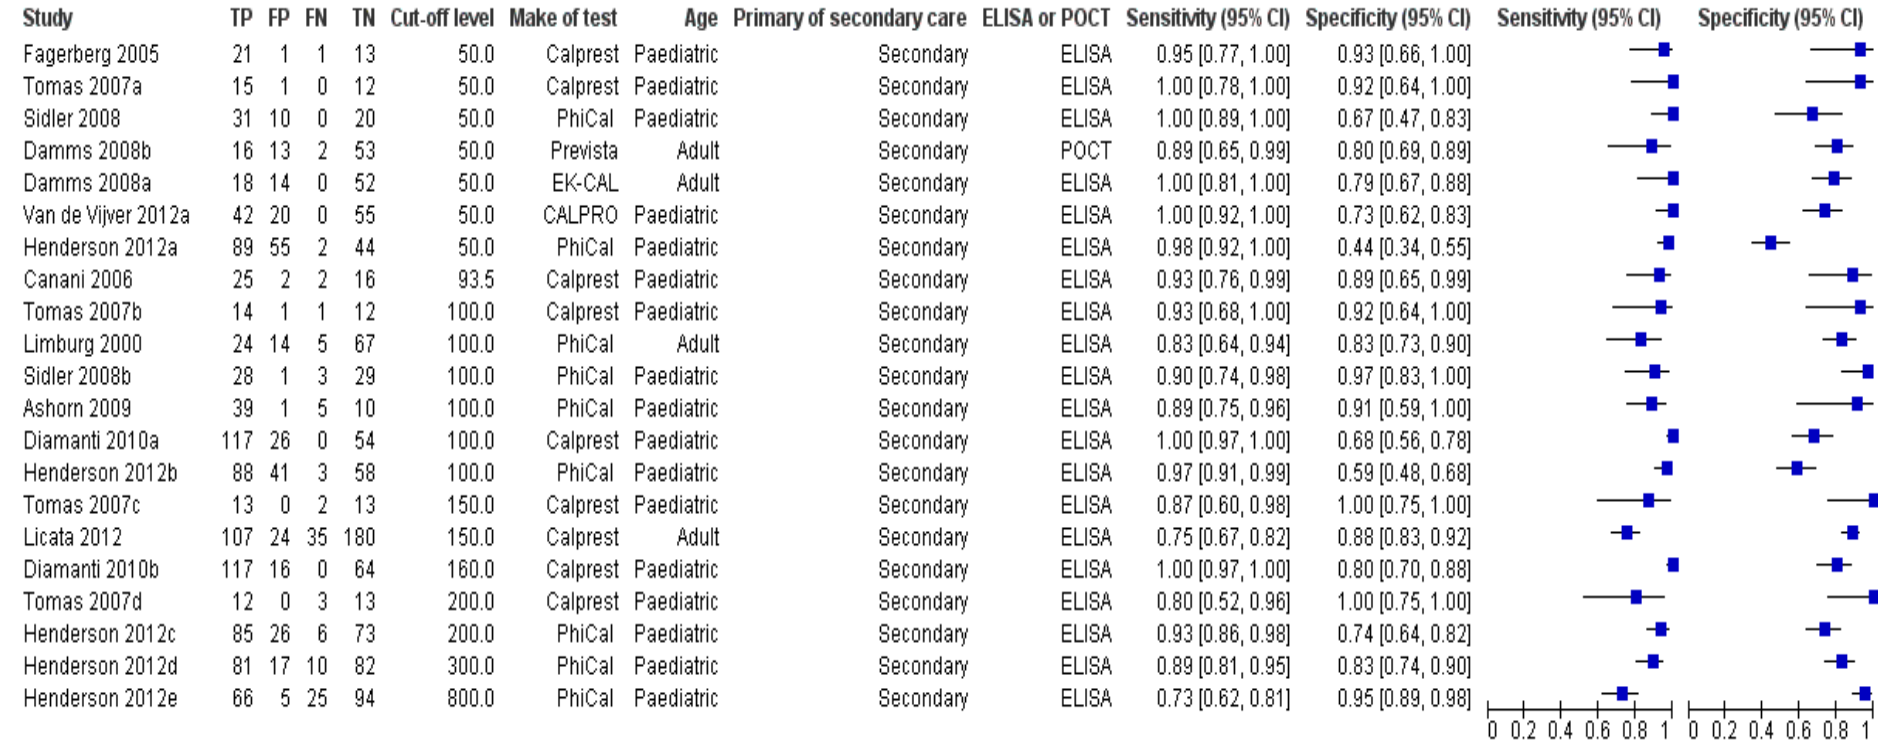 Study TP FP FN TN Cut-off level Make of test Age Primary of secondary care ELISA or POCT Sensitivity (95% CI) Specificity (95% CI) Sensitivity (95% CI) Specificity (95% CI)
Fagerberg 2005 21 1 1 13 50.0 Calprest Paediatric Secondary ELISA 0.95 [0.77, 1.00] 0.93 [0.66, 1.00]
Tomas 2007a 15 1 0 12 50.0 Calprest Paediatric Secondary ELISA 1.00 [0.78, 1.00] 0.92 [0.64, 1.00]
Sidler 2008 31 10 0 20 50.0 PhiCal Paediatric Secondary ELISA 1.00 [0.89, 1.00] 0.67 [0.47, 0.83]
Damms 2008b 16 13 2 53 50.0 Prevista Adult Secondary POCT 0.89 [0.65, 0.99] 0.80 [0.69, 0.89]
Damms 2008a 18 14 0 52 50.0 EK-CAL Adult Secondary ELISA 1.00 [0.81, 1.00] 0.79 [0.67, 0.88]
Van de Vijver 2012a 42 20 0 55 50.0 CALPRO Paediatric Secondary ELISA 1.00 [0.92, 1.00] 0.73 [0.62, 0.83]
Henderson 2012a 89 55 2 44 50.0 PhiCal Paediatric Secondary ELISA 0.98 [0.92, 1.00] 0.44 [0.34, 0.55]
Canani 2006 25 2 2 16 93.5 Calprest Paediatric Secondary ELISA 0.93 [0.76, 0.99] 0.89 [0.65, 0.99]
Tomas 2007b 14 1 1 12 100.0 Calprest Paediatric Secondary ELISA 0.93 [0.68, 1.00] 0.92 [0.64, 1.00]
Limburg 2000 24 14 5 67 100.0 PhiCal Adult Secondary ELISA 0.83 [0.64, 0.94] 0.83 [0.73, 0.90]
Sidler 2008b 28 1 3 29 100.0 PhiCal Paediatric Secondary ELISA 0.90 [0.74, 0.98] 0.97 [0.83, 1.00]
Ashorn 2009 39 1 5 10 100.0 PhiCal Paediatric Secondary ELISA 0.89 [0.75, 0.96] 0.91 [0.59, 1.00]
Diamanti 2010a 117 26 0 54 100.0 Calprest Paediatric Secondary ELISA 1.00 [0.97, 1.00] 0.68 [0.56, 0.78]
Henderson 2012b 88 41 3 58 100.0 PhiCal Paediatric Secondary ELISA 0.97 [0.91, 0.99] 0.59 [0.48, 0.68]
Tomas 2007c 13 0 2 13 150.0 Calprest Paediatric Secondary ELISA 0.87 [0.60, 0.98] 1.00 [0.75, 1.00]
Licata 2012 107 24 35 180 150.0 Calprest Adult Secondary ELISA 0.75 [0.67, 0.82] 0.88 [0.83, 0.92]
Diamanti 2010b 117 16 0 64 160.0 Calprest Paediatric Secondary ELISA 1.00 [0.97, 1.00] 0.80 [0.70, 0.88]
Tomas 2007d 12 0 3 13 200.0 Calprest Paediatric Secondary ELISA 0.80 [0.52, 0.96] 1.00 [0.75, 1.00]
Henderson 2012c 85 26 6 73 200.0 PhiCal Paediatric Secondary ELISA 0.93 [0.86, 0.98] 0.74 [0.64, 0.82]
Henderson 2012d 81 17 10 82 300.0 PhiCal Paediatric Secondary ELISA 0.89 [0.81, 0.95] 0.83 [0.74, 0.90]
Henderson 2012e 66 5 25 94 800.0 PhiCal Paediatric Secondary ELISA 0.73 [0.62, 0.81] 0.95 [0.89, 0.98]
0 0.2 0.4 0.6 0.8 1 0 0.2 0.4 0.6 0.8 1